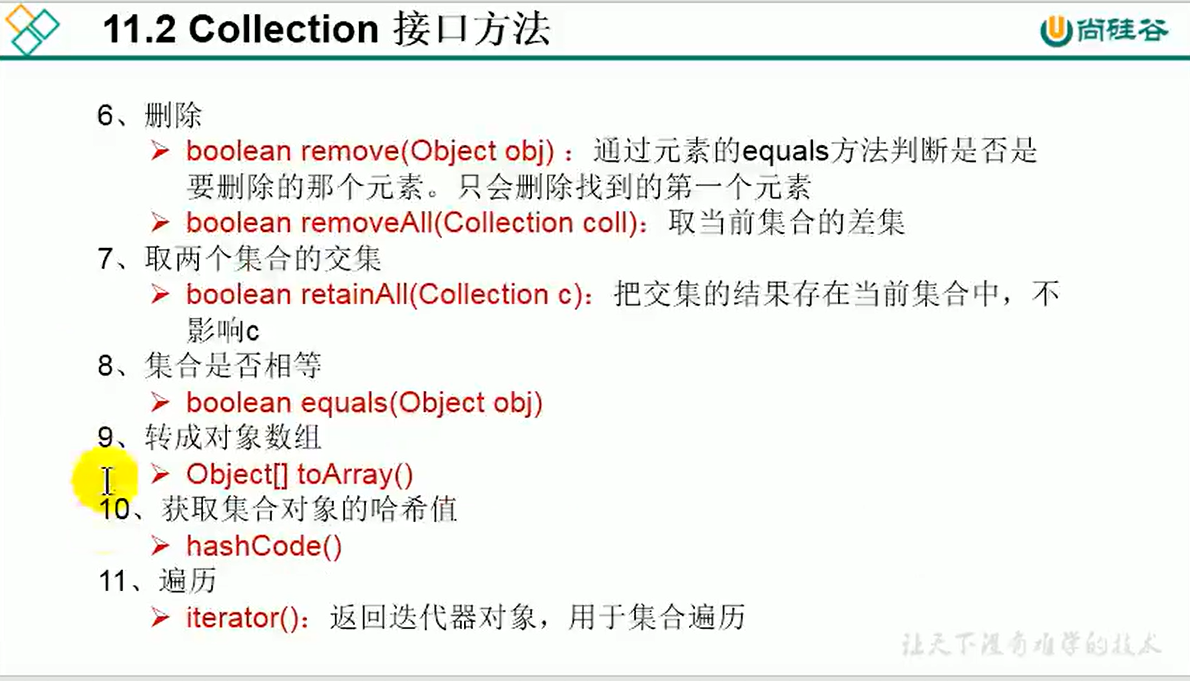 11.2 Collection 接口方法
尚硅谷
6、删除
➢ boolean remove(Object obj) ：通过元素的equals方法判断是否是
要删除的那个元素。只会删除找到的第一个元素
➢ boolean removeAll(Collection coll)：取当前集合的差集
7、取两个集合的交集
➢ boolean retainAll(Collection c)：把交集的结果存在当前集合中，不
影响c
8、集合是否相等
➢ boolean equals(Object obj)
9、转成对象数组
➢ Object[] toArray()
10、获取集合对象的哈希值
➢ hashCode()
11、遍历
➢ iterator()：返回迭代器对象，用于集合遍历
让天下没有难学的技术